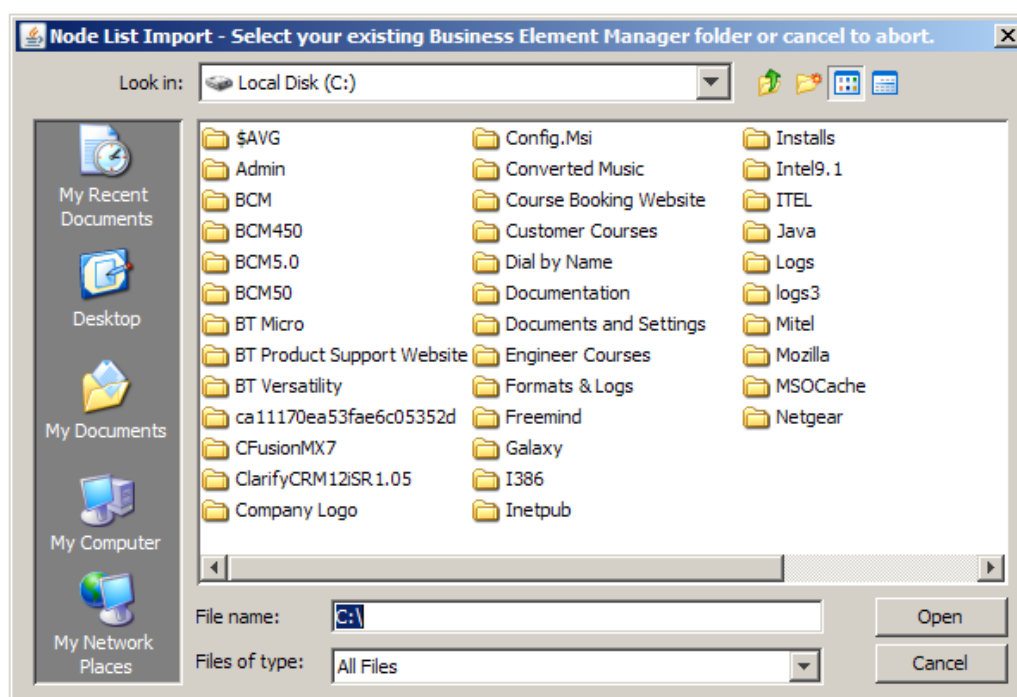 Node List Import - Select your existing Business Element Manager folder or cancel to abort.
Look in:
Local Disk (C:)
My Recent
Documents
Desktop
My Documents
My Computer
My Network
Places
$AVG
Admin
BCM
BCM450
BCM5.0
BCM50
BT Micro
BT Product Support Website
BT Versatility
ca11170ea53fae6c05352d
CFusionMX7
ClarifyCRM12iSR1.05
Company Logo
Config.Msi
Converted Music
Course Booking Website
Customer Courses
Dial by Name
Documentation
Documents and Settings
Engineer Courses
Formats & Logs
Freemind
Galaxy
I386
Inetpub
Installs
Intel9.1
ITEL
Java
Logs
logs3
Mitel
Mozilla
MSOCache
Netgear
File name:
C:\
Open
Files of type:
All Files
Cancel